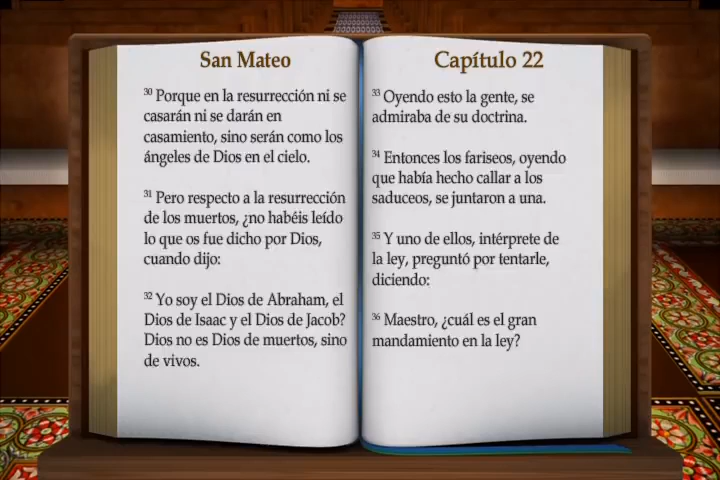 San Mateo
30 Porque en la resurrección ni se
casarán ni se darán en
casamiento, sino serán como los
ángeles de Dios en el cielo.
31 Pero respecto a la resurrección
de los muertos, ¿no habéis leído
lo que os fue dicho por Dios,
cuando dijo:
32 Yo soy el Dios de Abraham, el
Dios de Isaac y el Dios de Jacob?
Dios no es Dios de muertos, sino
de vivos.
Capítulo 22
33 Oyendo esto la gente, se
admiraba de su doctrina.
34 Entonces los fariseos, oyendo
que había hecho callar a los
saduceos, se juntaron a una.
35 Y uno de ellos, intérprete de
la ley, preguntó por tentarle,
diciendo:
36 Maestro, ¿cuál es el gran
mandamiento en la ley?